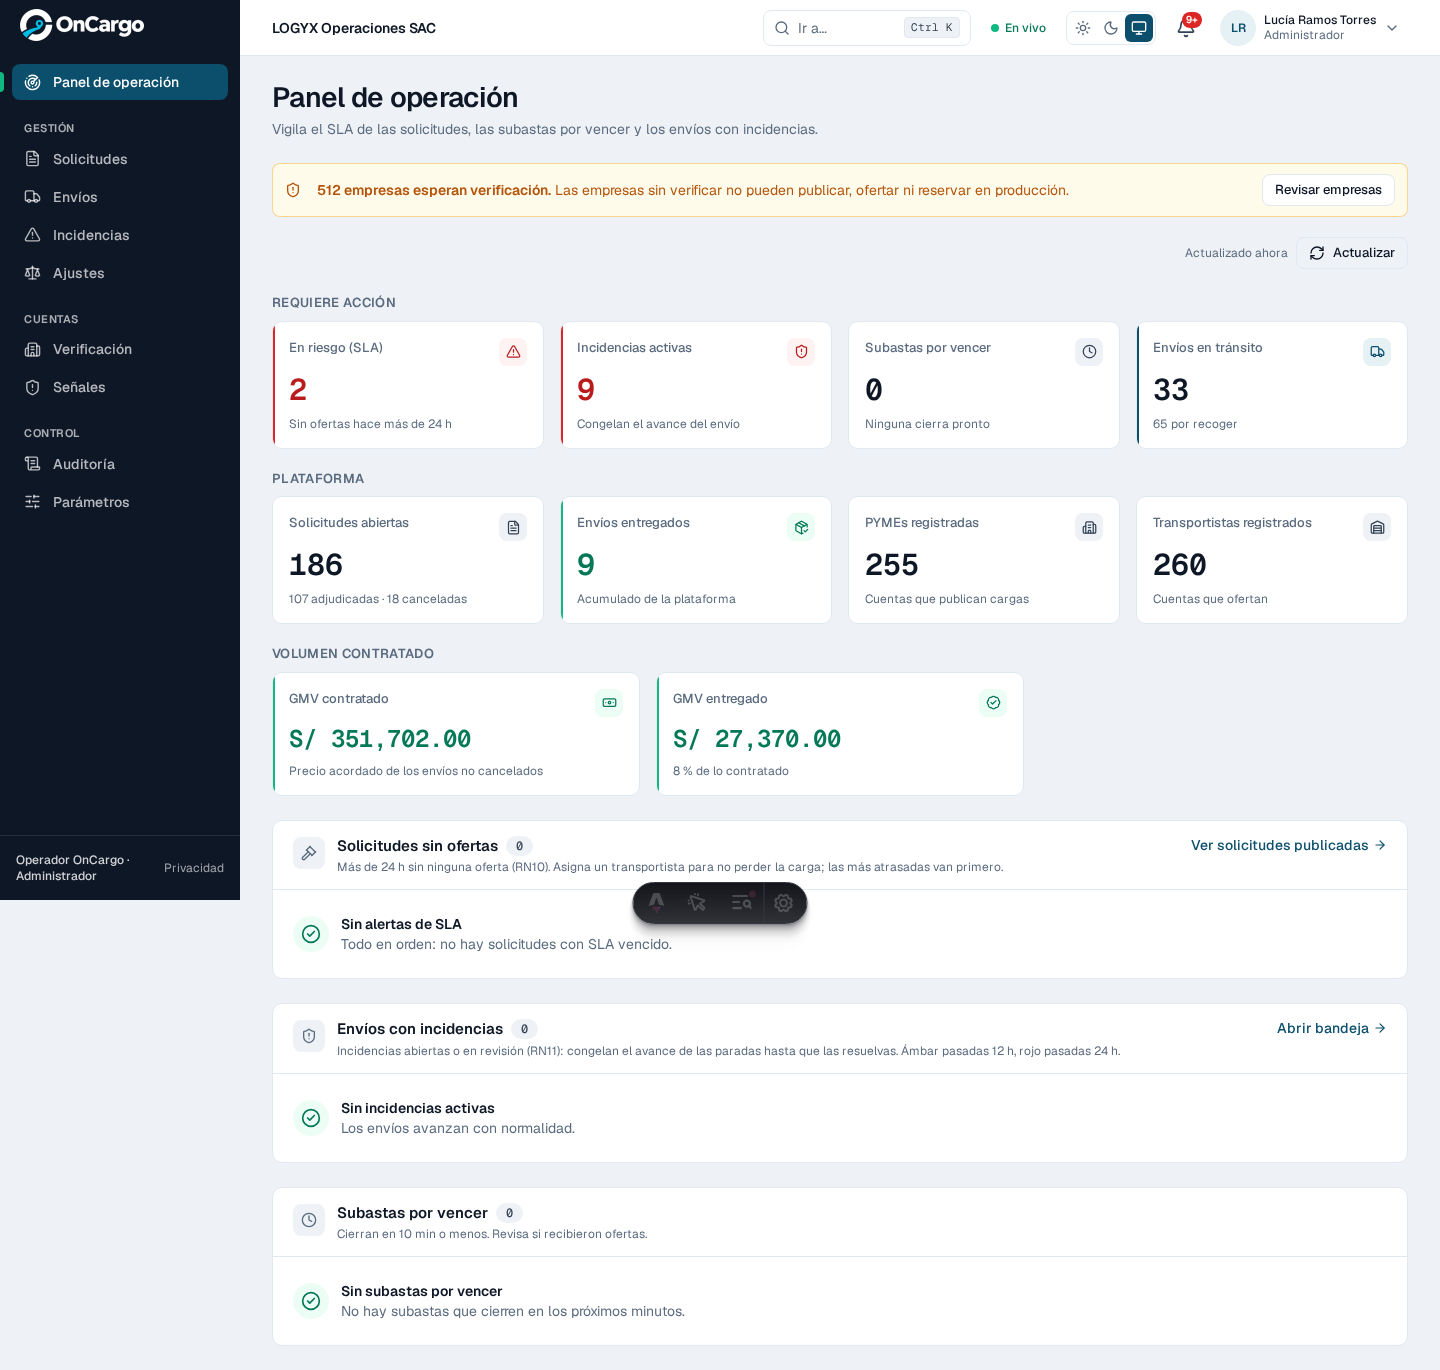 OnCargo
LOGYX Operaciones SAC
Ir a...
Ctrl K
En vivo
9+
LR
Lucía Ramos Torres
Administrador
Panel de operación
GESTIÓN
Solicitudes
Envíos
Incidencias
Ajustes
CUENTAS
Verificación
Señales
CONTROL
Auditoría
Parámetros
Operador OnCargo ·
Administrador
Privacidad
Panel de operación
Vigila el SLA de las solicitudes, las subastas por vencer y los envíos con incidencias.
512 empresas esperan verificación. Las empresas sin verificar no pueden publicar, ofertar ni reservar en producción.
Revisar empresas
Actualizado ahora
Actualizar
REQUIERE ACCIÓN
En riesgo (SLA)
2
Sin ofertas hace más de 24 h
Incidencias activas
9
Congelan el avance del envío
Subastas por vencer
0
Ninguna cierra pronto
Envíos en tránsito
33
65 por recoger
PLATAFORMA
Solicitudes abiertas
186
107 adjudicadas · 18 canceladas
Envíos entregados
9
Acumulado de la plataforma
PYMEs registradas
255
Cuentas que publican cargas
Transportistas registrados
260
Cuentas que ofertan
VOLUMEN CONTRATADO
GMV contratado
S/ 351,702.00
Precio acordado de los envíos no cancelados
GMV entregado
S/ 27,370.00
8 % de lo contratado
Solicitudes sin ofertas 0
Ver solicitudes publicadas →
Más de 24 h sin ninguna oferta (RN10). Asigna un transportista para no perder la carga; las más atrasadas van primero.
Sin alertas de SLA
Todo en orden: no hay solicitudes con SLA vencido.
Envíos con incidencias 0
Abrir bandeja →
Incidencias abiertas o en revisión (RN11): congelan el avance de las paradas hasta que las resuelvas. Ámbar pasadas 12 h, rojo pasadas 24 h.
Sin incidencias activas
Los envíos avanzan con normalidad.
Subastas por vencer 0
Cierran en 10 min o menos. Revisa si recibieron ofertas.
Sin subastas por vencer
No hay subastas que cierren en los próximos minutos.